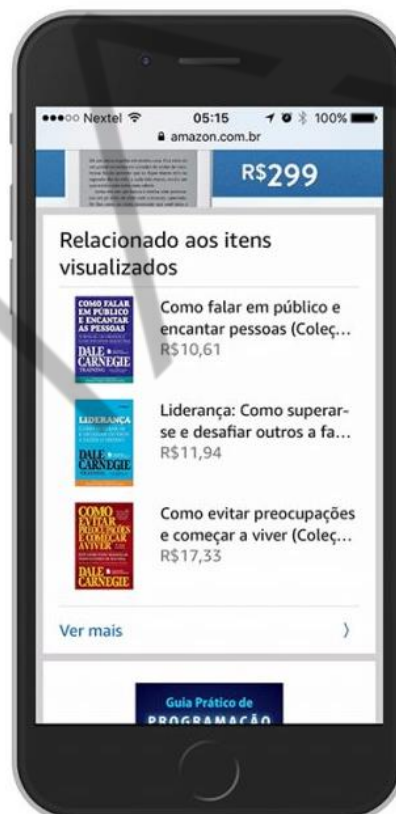 Nextel 05:15 100%
amazon.com.br
R$299
Relacionado aos itens
visualizados
COMO FALAR
EM PÚBLICO
E ENCANTAR
AS PESSOAS
DALE
CARNEGIE
TRAINING
Como falar em público e
encantar pessoas (Coleç...
R$10,61
LIDERANÇA
DALE
CARNEGIE
TRAINING
Liderança: Como superar-
se e desafiar outros a fa...
R$11,94
COMO
EVITAR
PREOCUPAÇÕES
E COMEÇAR
A VIVER
DALE
CARNEGIE
Como evitar preocupações
e começar a viver (Coleç...
R$17,33
Ver mais
Guia Prático de
PROGRAMAÇÃO